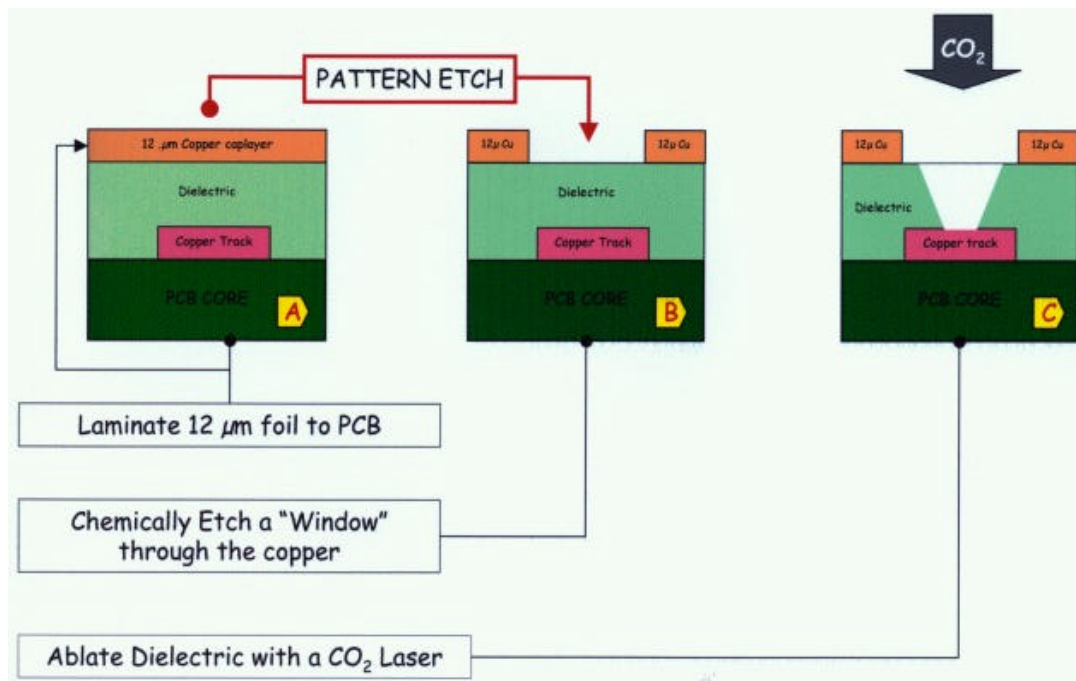 CO₂
PATTERN ETCH
12 µm Copper caplayer
Dielectric
Copper Track
PCB CORE
A
12µ Cu
12µ Cu
Dielectric
Copper Track
PCB CORE
B
12µ Cu
12µ Cu
Dielectric
Copper track
PCB CORE
C
Laminate 12 µm foil to PCB
Chemically Etch a “Window”
through the copper
Ablate Dielectric with a CO₂ Laser